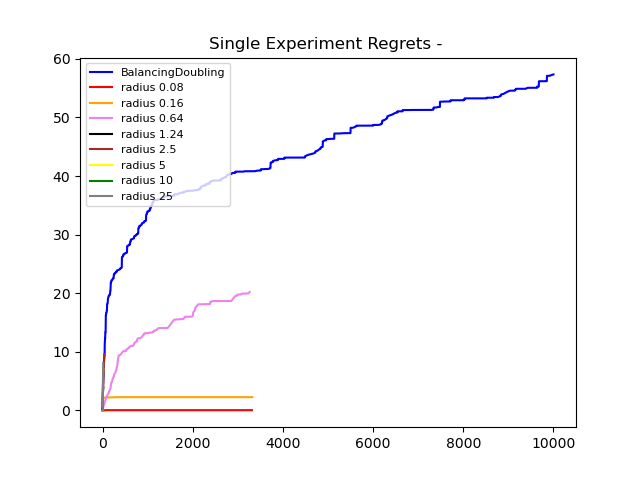 Single Experiment Regrets -
60
50
40
30
20
10
0
BalancingDoubling
radius 0.08
radius 0.16
radius 0.64
radius 1.24
radius 2.5
radius 5
radius 10
radius 25
0 2000 4000 6000 8000 10000